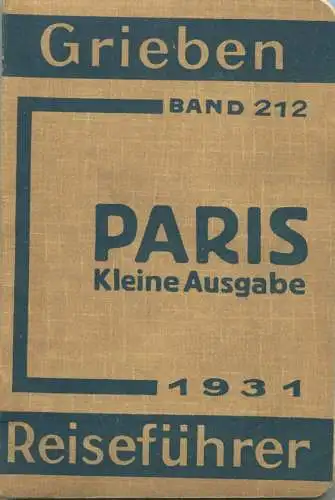 Grieben
BAND 212
PARIS
Kleine Ausgabe
1931
Reiseführer